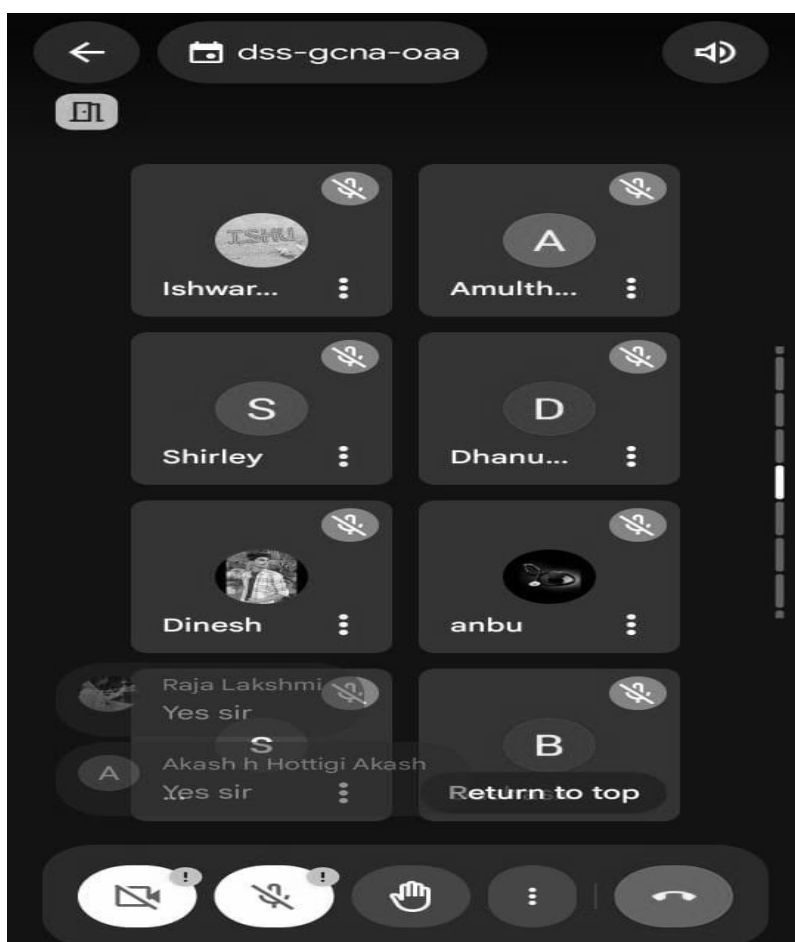 dss-gcna-oaa
ISHU
Ishwar...
A
Amulth...
S
Shirley
D
Dhanu...
Dinesh
anbu
Raja Lakshmi
Yes sir
S
B
A
Akash h Hottigi Akash
Yes sir
...
Return to top